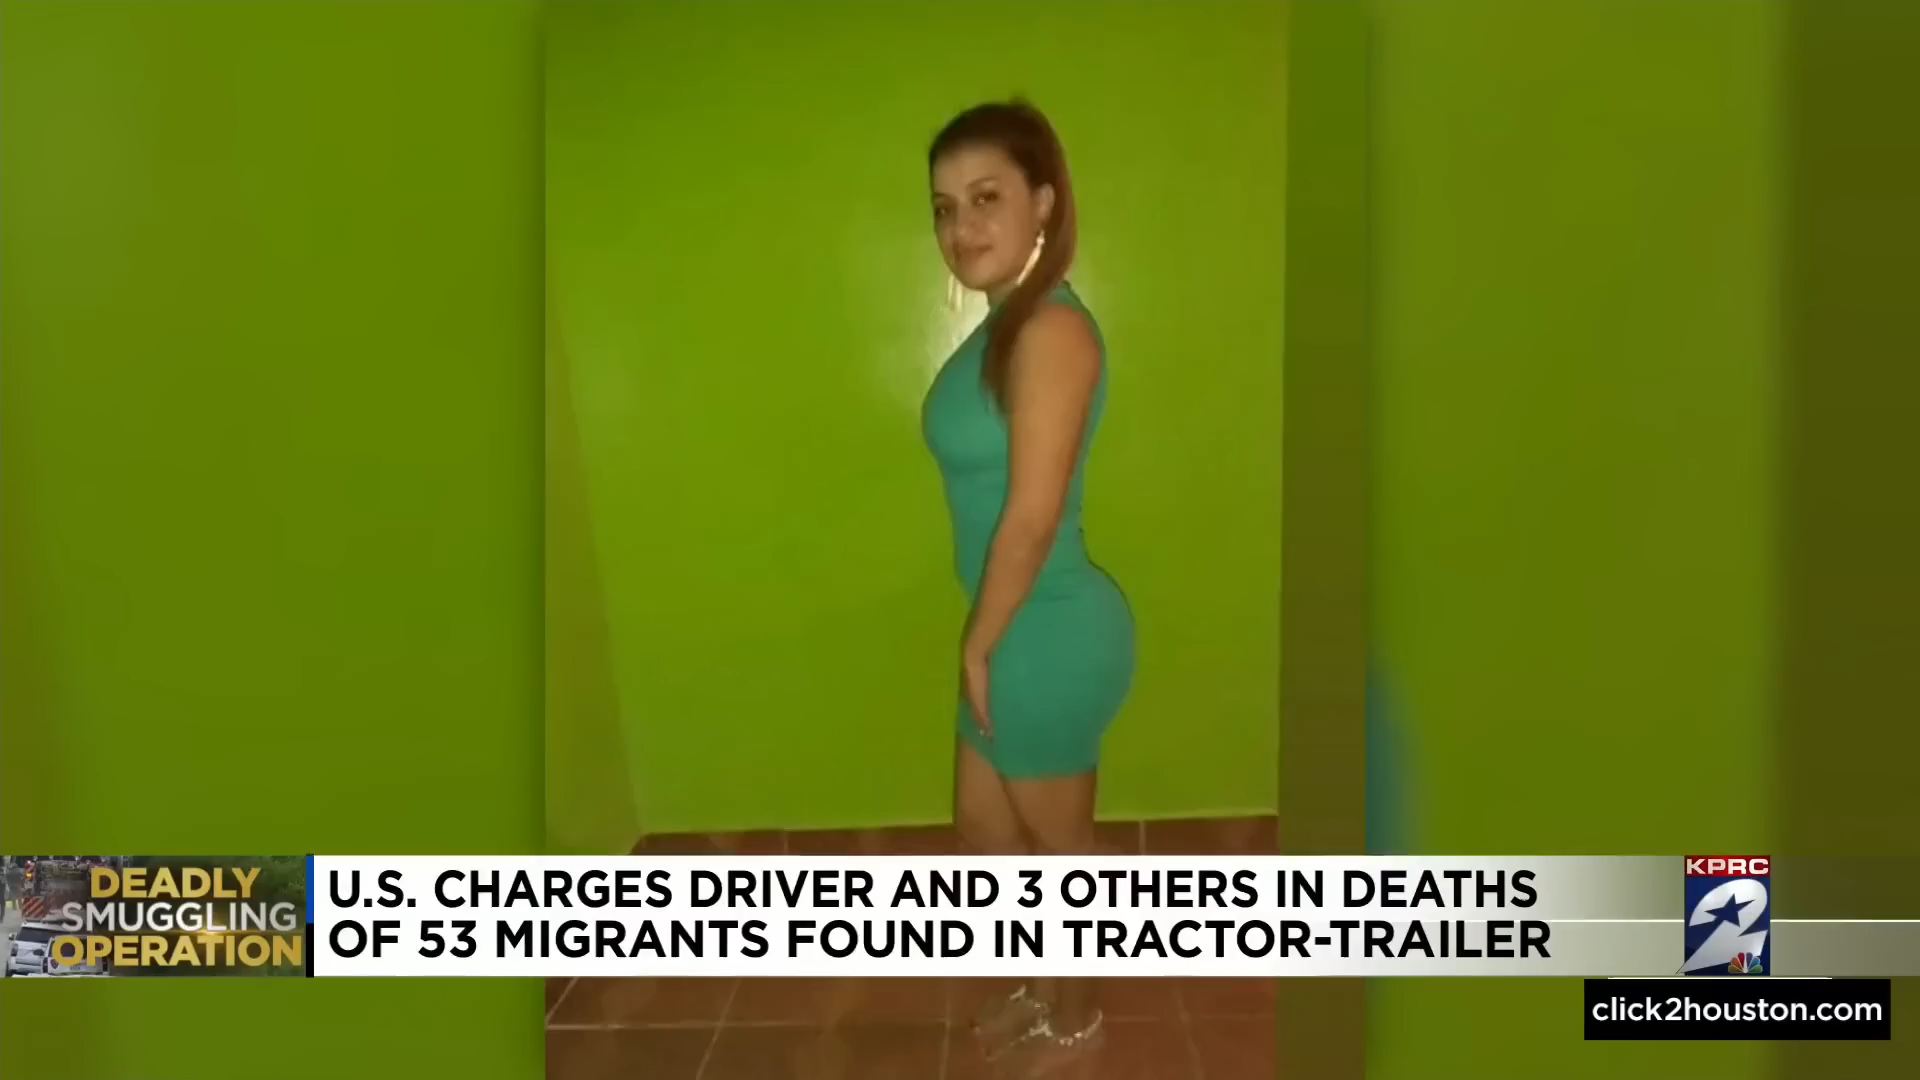 DEADLY
SMUGGLING
OPERATION
U.S. CHARGES DRIVER AND 3 OTHERS IN DEATHS
OF 53 MIGRANTS FOUND IN TRACTOR-TRAILER
KPRC
2
click2houston.com